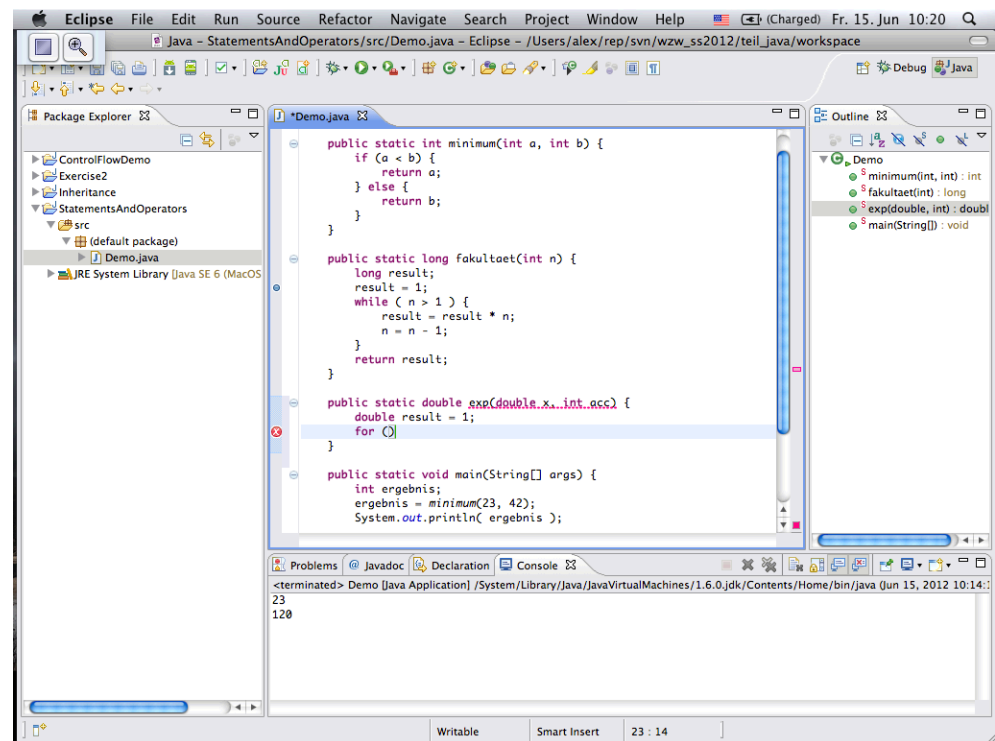 Eclipse File Edit Run Source Refactor Navigate Search Project Window Help (Charged) Fr. 15. Jun 10:20
Java – StatementsAndOperators/src/Demo.java – Eclipse – /Users/alex/rep/svn/wzw_ss2012/teil_java/workspace
Debug Java
Package Explorer
ControlFlowDemo
Exercise2
Inheritance
StatementsAndOperators
src
(default package)
Demo.java
JRE System Library [Java SE 6 (MacOS
*Demo.java
public static int minimum(int a, int b) {
if (a < b) {
return a;
} else {
return b;
}
}
public static long fakultaet(int n) {
long result;
result = 1;
while ( n > 1 ) {
result = result * n;
n = n - 1;
}
return result;
}
public static double exp(double x, int acc) {
double result = 1;
for ()
}
public static void main(String[] args) {
int ergebnis;
ergebnis = minimum(23, 42);
System.out.println( ergebnis );
Outline
Demo
minimum(int, int) : int
fakultaet(int) : long
exp(double, int) : doubl
main(String[]) : void
Problems @ Javadoc Declaration Console
<terminated> Demo [Java Application] /System/Library/Java/JavaVirtualMachines/1.6.0.jdk/Contents/Home/bin/java (Jun 15, 2012 10:14:
23
120
Writable Smart Insert 23 : 14